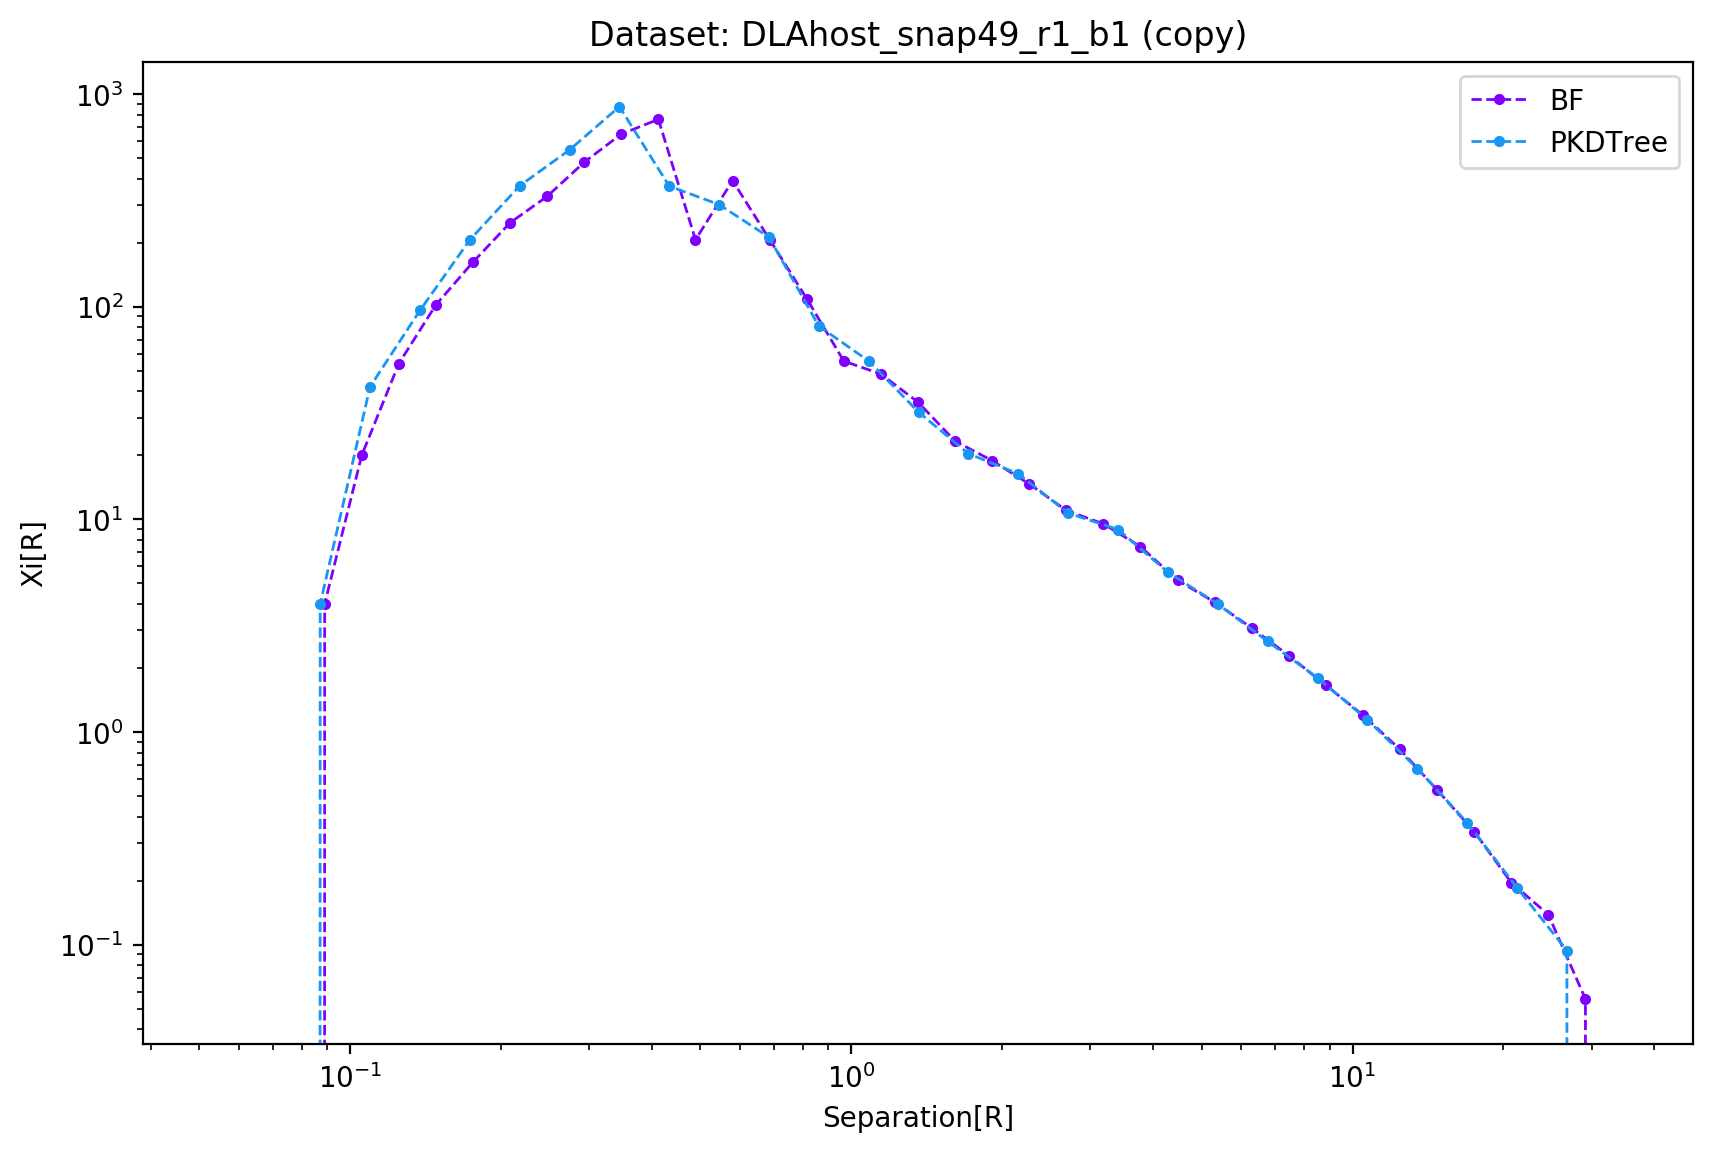 Dataset: DLAhost_snap49_r1_b1 (copy)
BF
PKDTree
Xi[R]
10³
10²
10¹
10⁰
10⁻¹
10⁻¹ 10⁰ 10¹
Separation[R]